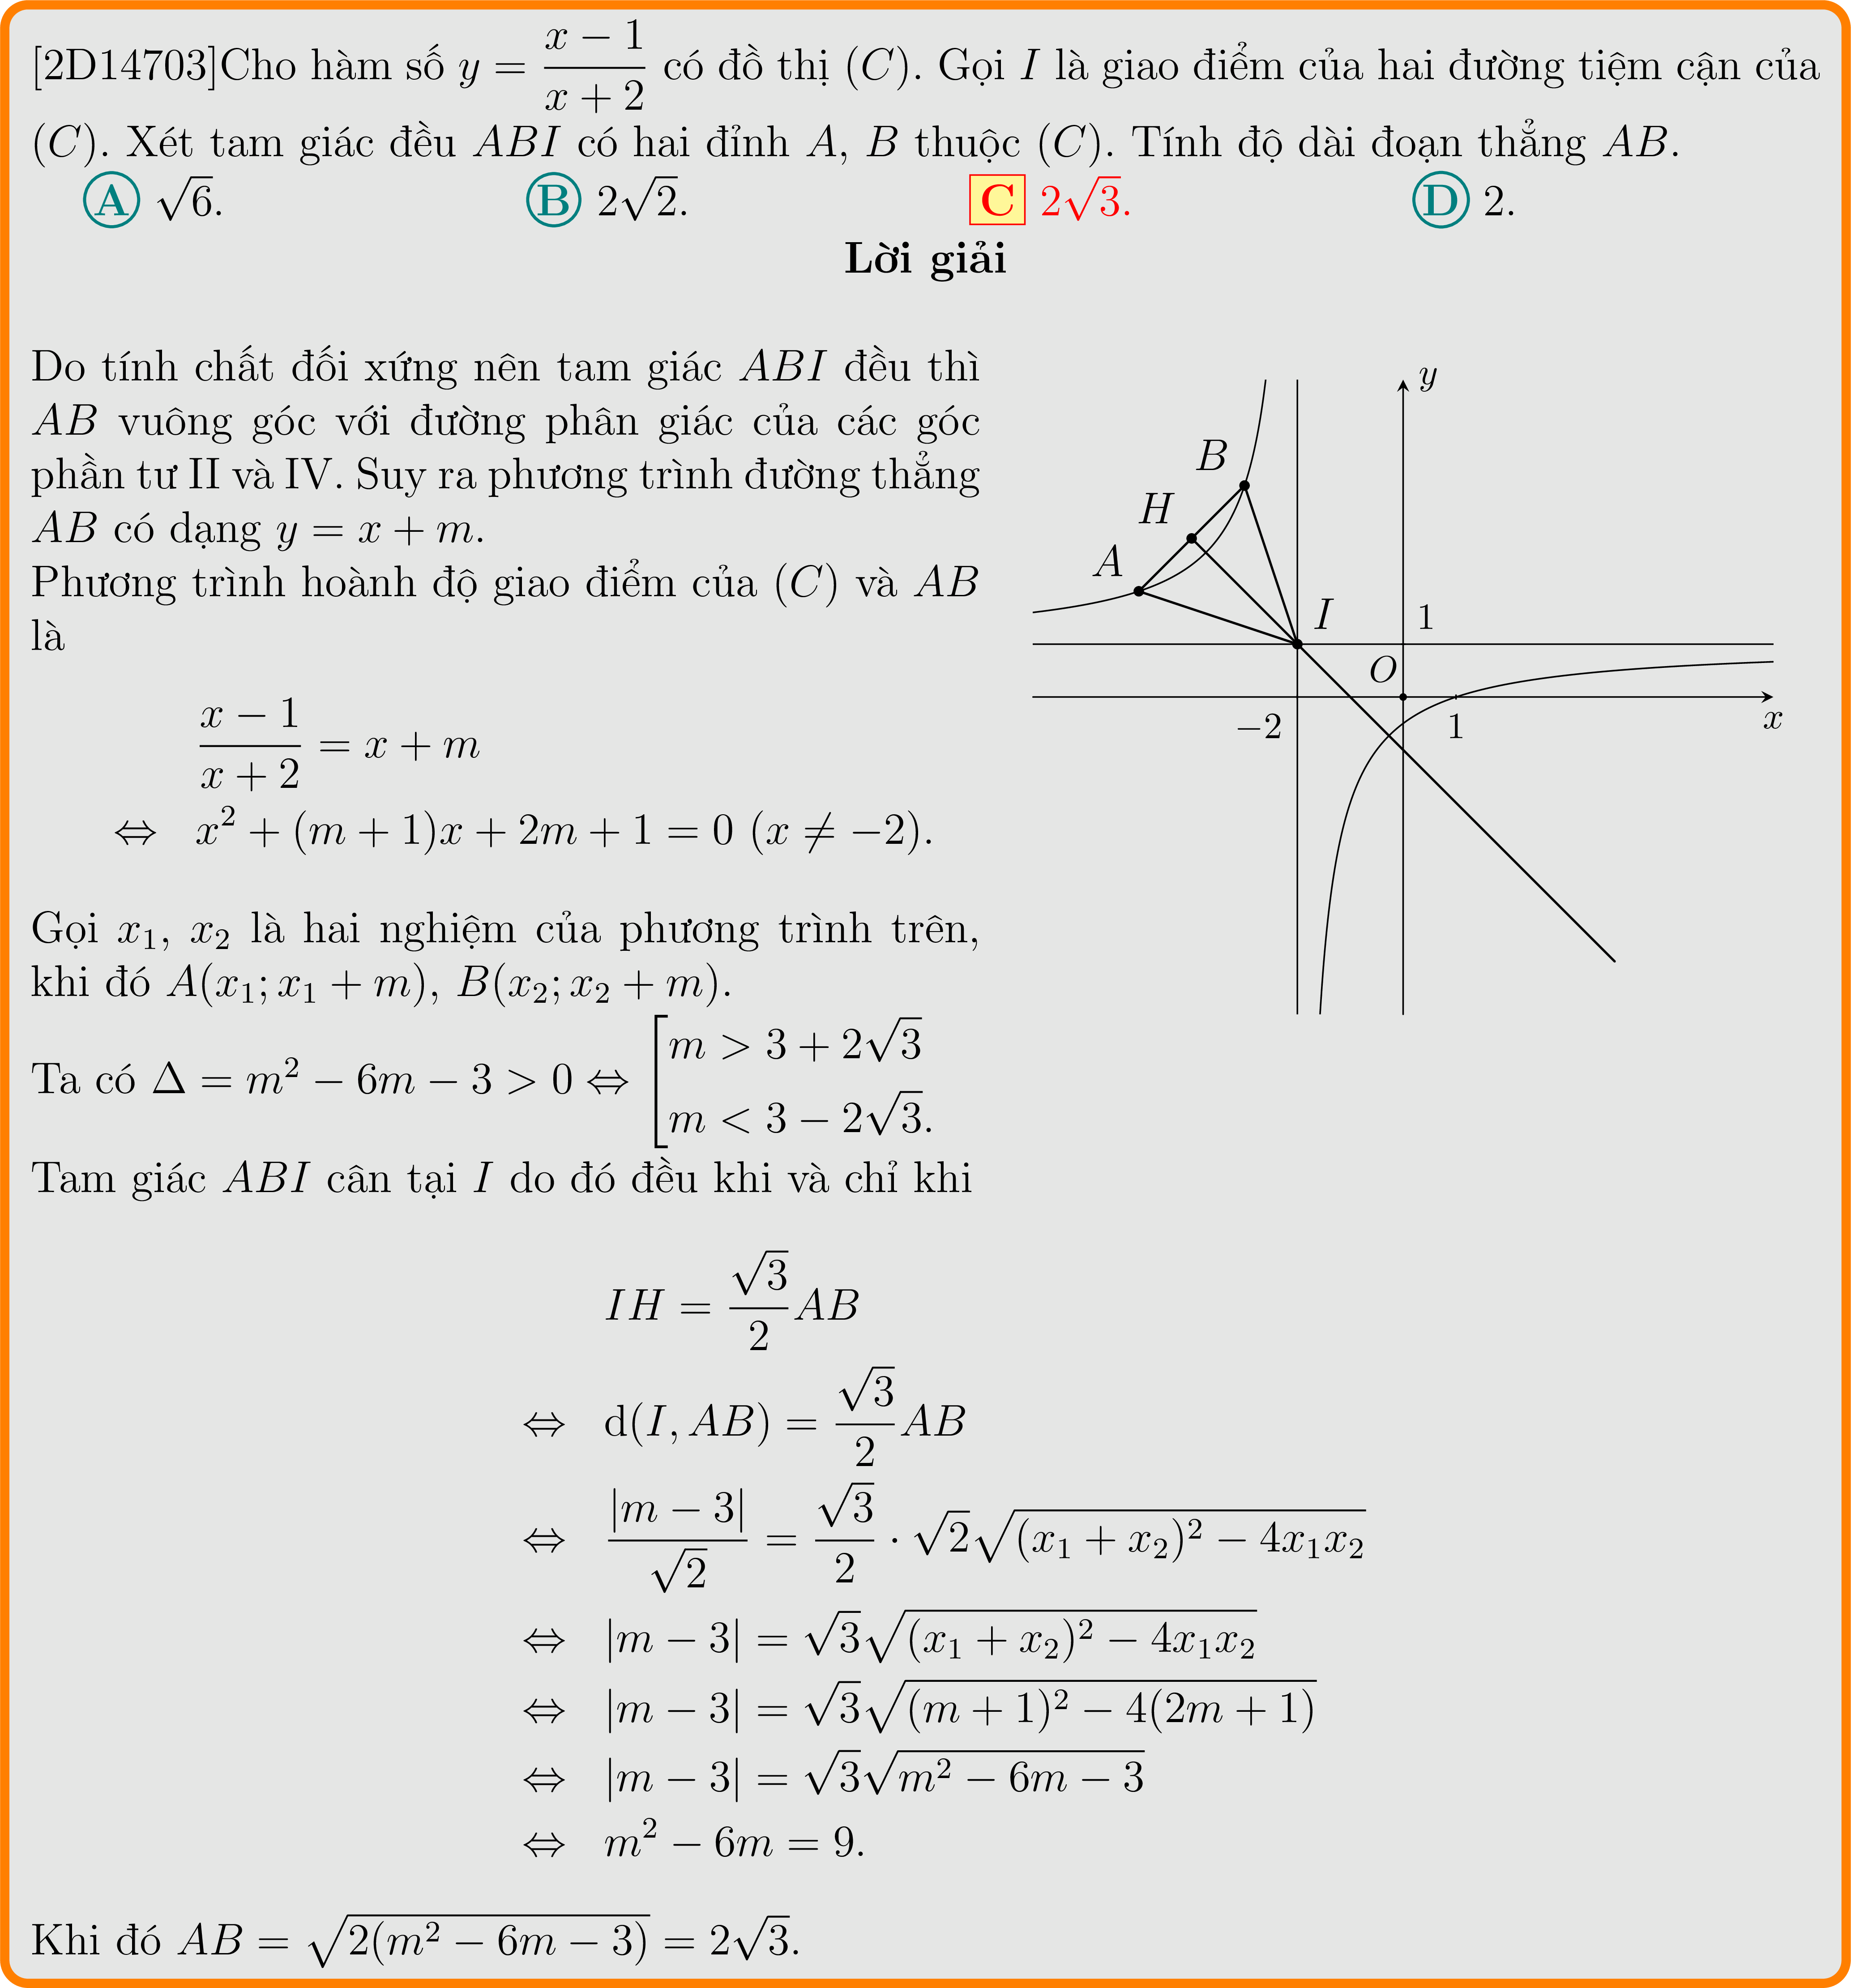 [2D14703]Cho hàm số $y = \dfrac{x-1}{x+2}$ có đồ thị $(C)$. Gọi $I$ là giao điểm của hai đường tiệm cận của
$(C)$. Xét tam giác đều $ABI$ có hai đỉnh $A$, $B$ thuộc $(C)$. Tính độ dài đoạn thẳng $AB$.
A $\sqrt{6}$. B $2\sqrt{2}$. C $2\sqrt{3}$. D $2$.
Lời giải
Do tính chất đối xứng nên tam giác $ABI$ đều thì
$AB$ vuông góc với đường phân giác của các góc
phần tư II và IV. Suy ra phương trình đường thẳng
$AB$ có dạng $y = x + m$.
Phương trình hoành độ giao điểm của $(C)$ và $AB$
là
$\dfrac{x-1}{x+2} = x + m$
$\Leftrightarrow x^2 + (m+1)x + 2m + 1 = 0 \ (x \neq -2)$.
Gọi $x_1$, $x_2$ là hai nghiệm của phương trình trên,
khi đó $A(x_1; x_1 + m)$, $B(x_2; x_2 + m)$.
Ta có $\Delta = m^2 - 6m - 3 > 0 \Leftrightarrow \left[\begin{array}{l} m > 3 + 2\sqrt{3} \\ m < 3 - 2\sqrt{3}. \end{array}\right.$
Tam giác $ABI$ cân tại $I$ do đó đều khi và chỉ khi
$IH = \dfrac{\sqrt{3}}{2}AB$
$\Leftrightarrow \mathrm{d}(I, AB) = \dfrac{\sqrt{3}}{2}AB$
$\Leftrightarrow \dfrac{|m-3|}{\sqrt{2}} = \dfrac{\sqrt{3}}{2} \cdot \sqrt{2}\sqrt{(x_1+x_2)^2 - 4x_1x_2}$
$\Leftrightarrow |m-3| = \sqrt{3}\sqrt{(x_1+x_2)^2 - 4x_1x_2}$
$\Leftrightarrow |m-3| = \sqrt{3}\sqrt{(m+1)^2 - 4(2m+1)}$
$\Leftrightarrow |m-3| = \sqrt{3}\sqrt{m^2 - 6m - 3}$
$\Leftrightarrow m^2 - 6m = 9$.
Khi đó $AB = \sqrt{2(m^2 - 6m - 3)} = 2\sqrt{3}$.
y
B
H
A
I
1
O
−2
1
x